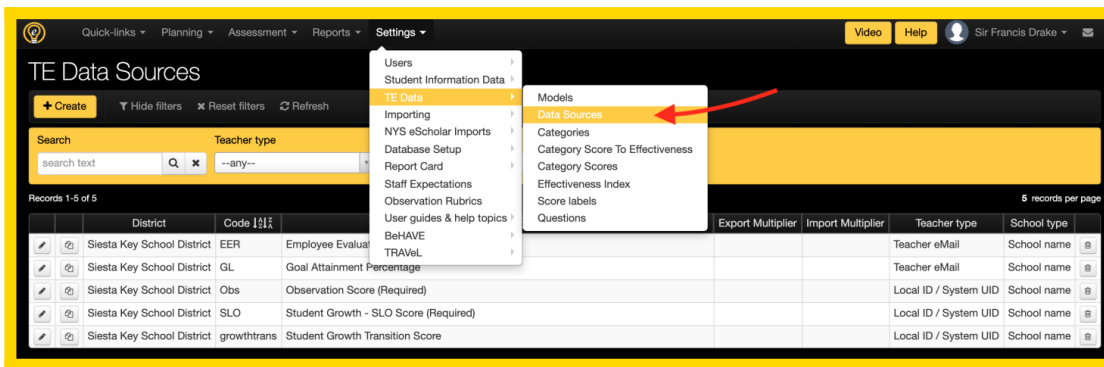 Quick-links Planning Assessment Reports Settings Video Help Sir Francis Drake
TE Data Sources
Users
Student Information Data
TE Data
Importing
NYS eScholar Imports
Database Setup
Report Card
Staff Expectations
Observation Rubrics
User guides & help topics
BeHAVE
TRAVeL
Models
Data Sources
Categories
Category Score To Effectiveness
Category Scores
Effectiveness Index
Score labels
Questions
+ Create Hide filters Reset filters Refresh
Search Teacher type
search text --any--
Records 1-5 of 5 5 records per page
District Code Export Multiplier Import Multiplier Teacher type School type
Siesta Key School District EER Employee Evaluat Teacher eMail School name
Siesta Key School District GL Goal Attainment Percentage Teacher eMail School name
Siesta Key School District Obs Observation Score (Required) Local ID / System UID School name
Siesta Key School District SLO Student Growth - SLO Score (Required) Local ID / System UID School name
Siesta Key School District growthtrans Student Growth Transition Score Local ID / System UID School name